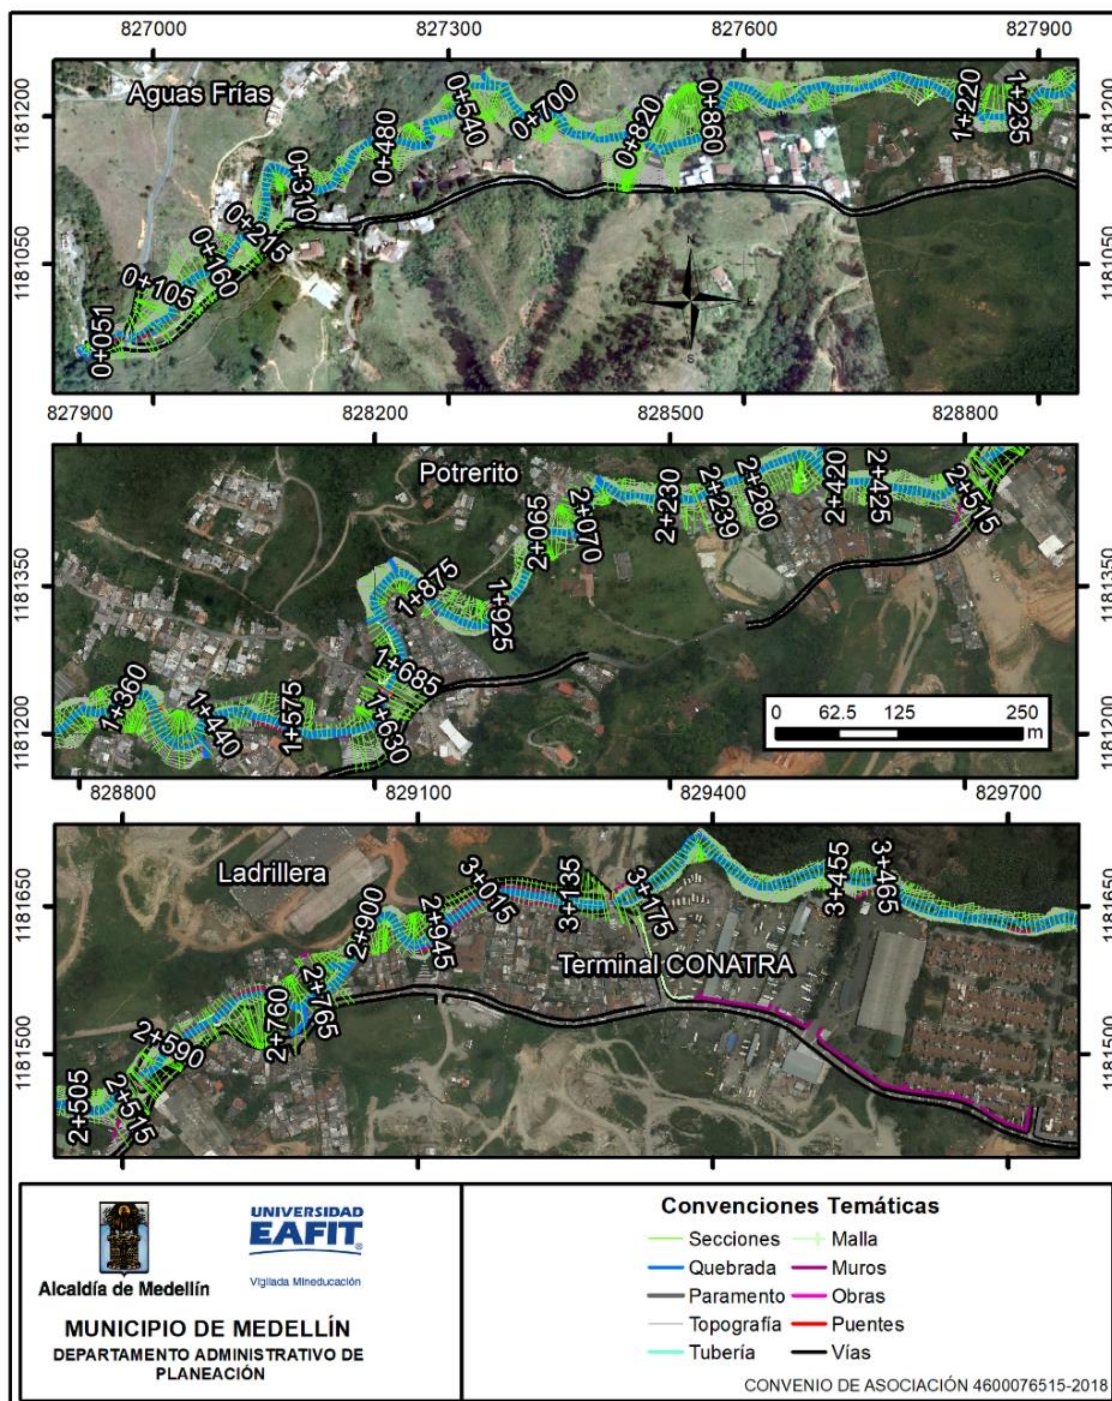 827000 827300 827600 827900
1181200 1181200
1181050 1181050
Aguas Frías
0+051
0+105
0+160
0+215
0+310
0+480
0+540
0+700
0+820
0+860
1+220
1+235
N
E
S
827900 828200 828500 828800
1181350 1181350
1181200 1181200
Potrerito
1+360
1+440
1+575
1+630
1+685
1+875
1+925
2+065
2+070
2+230
2+239
2+280
2+420
2+425
2+515
0 62.5 125 250
m
828800 829100 829400 829700
1181650 1181650
1181500 1181500
Ladrillera
Terminal CONATRA
2+505
2+515
2+590
2+760
2+765
2+900
2+945
3+015
3+135
3+175
3+455
3+465
Alcaldía de Medellín
UNIVERSIDAD
EAFIT®
Vigilada Mineducación
MUNICIPIO DE MEDELLÍN
DEPARTAMENTO ADMINISTRATIVO DE
PLANEACIÓN
Convenciones Temáticas
Secciones Malla
Quebrada Muros
Paramento Obras
Topografía Puentes
Tubería Vías
CONVENIO DE ASOCIACIÓN 4600076515-2018